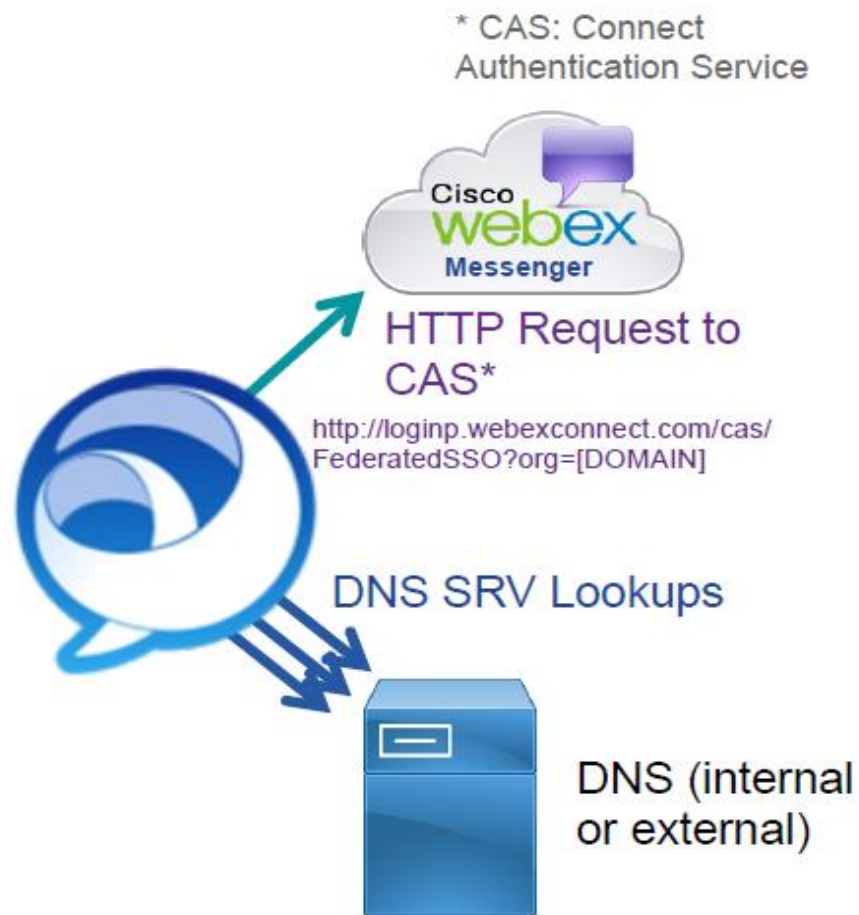 * CAS: Connect
Authentication Service
Cisco
webex
Messenger
HTTP Request to
CAS*
http://loginp.webexconnect.com/cas/
FederatedSSO?org=[DOMAIN]
DNS SRV Lookups
DNS (internal
or external)